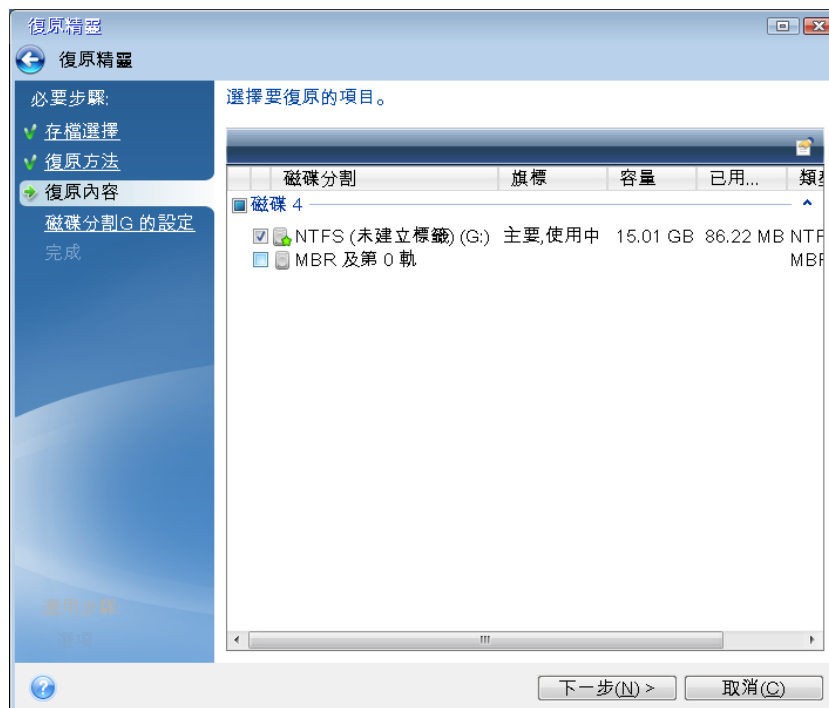 復原精靈
復原精靈
必要步驟:
存檔選擇
復原方法
復原內容
磁碟分割G 的設定
完成
選擇要復原的項目。
磁碟分割 旗標 容量 已用...
磁碟 4
NTFS (未建立標籤) (G:) 主要,使用中 15.01 GB 86.22 MB NTF
MBR 及第 0 軌 MBF
選項
下一步(N) >
取消(C)